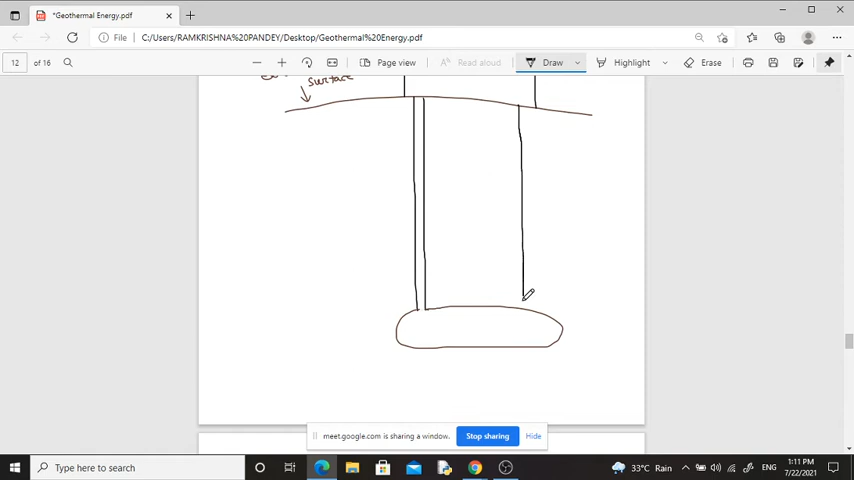 *Geothermal Energy.pdf
File
C:/Users/RAMKRISHNA%20PANDEY/Desktop/Geothermal%20Energy.pdf
12 of 16
Page view
Read aloud
Draw
Highlight
Erase
surface
meet.google.com is sharing a window.
Stop sharing
Hide
Type here to search
33°C Rain
ENG
1:11 PM
7/22/2021